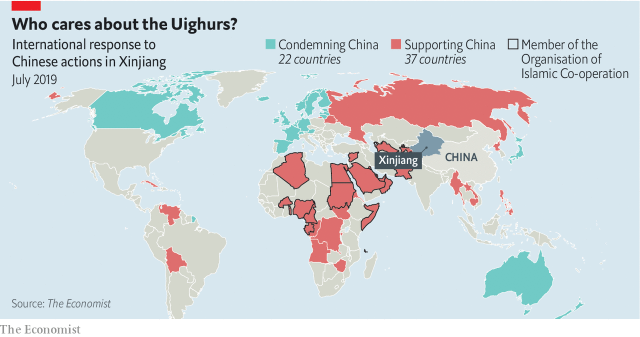 Who cares about the Uighurs?
International response to
Chinese actions in Xinjiang
July 2019
Condemning China
22 countries
Supporting China
37 countries
Member of the
Organisation of
Islamic Co-operation
Xinjiang
CHINA
Source: The Economist
The Economist